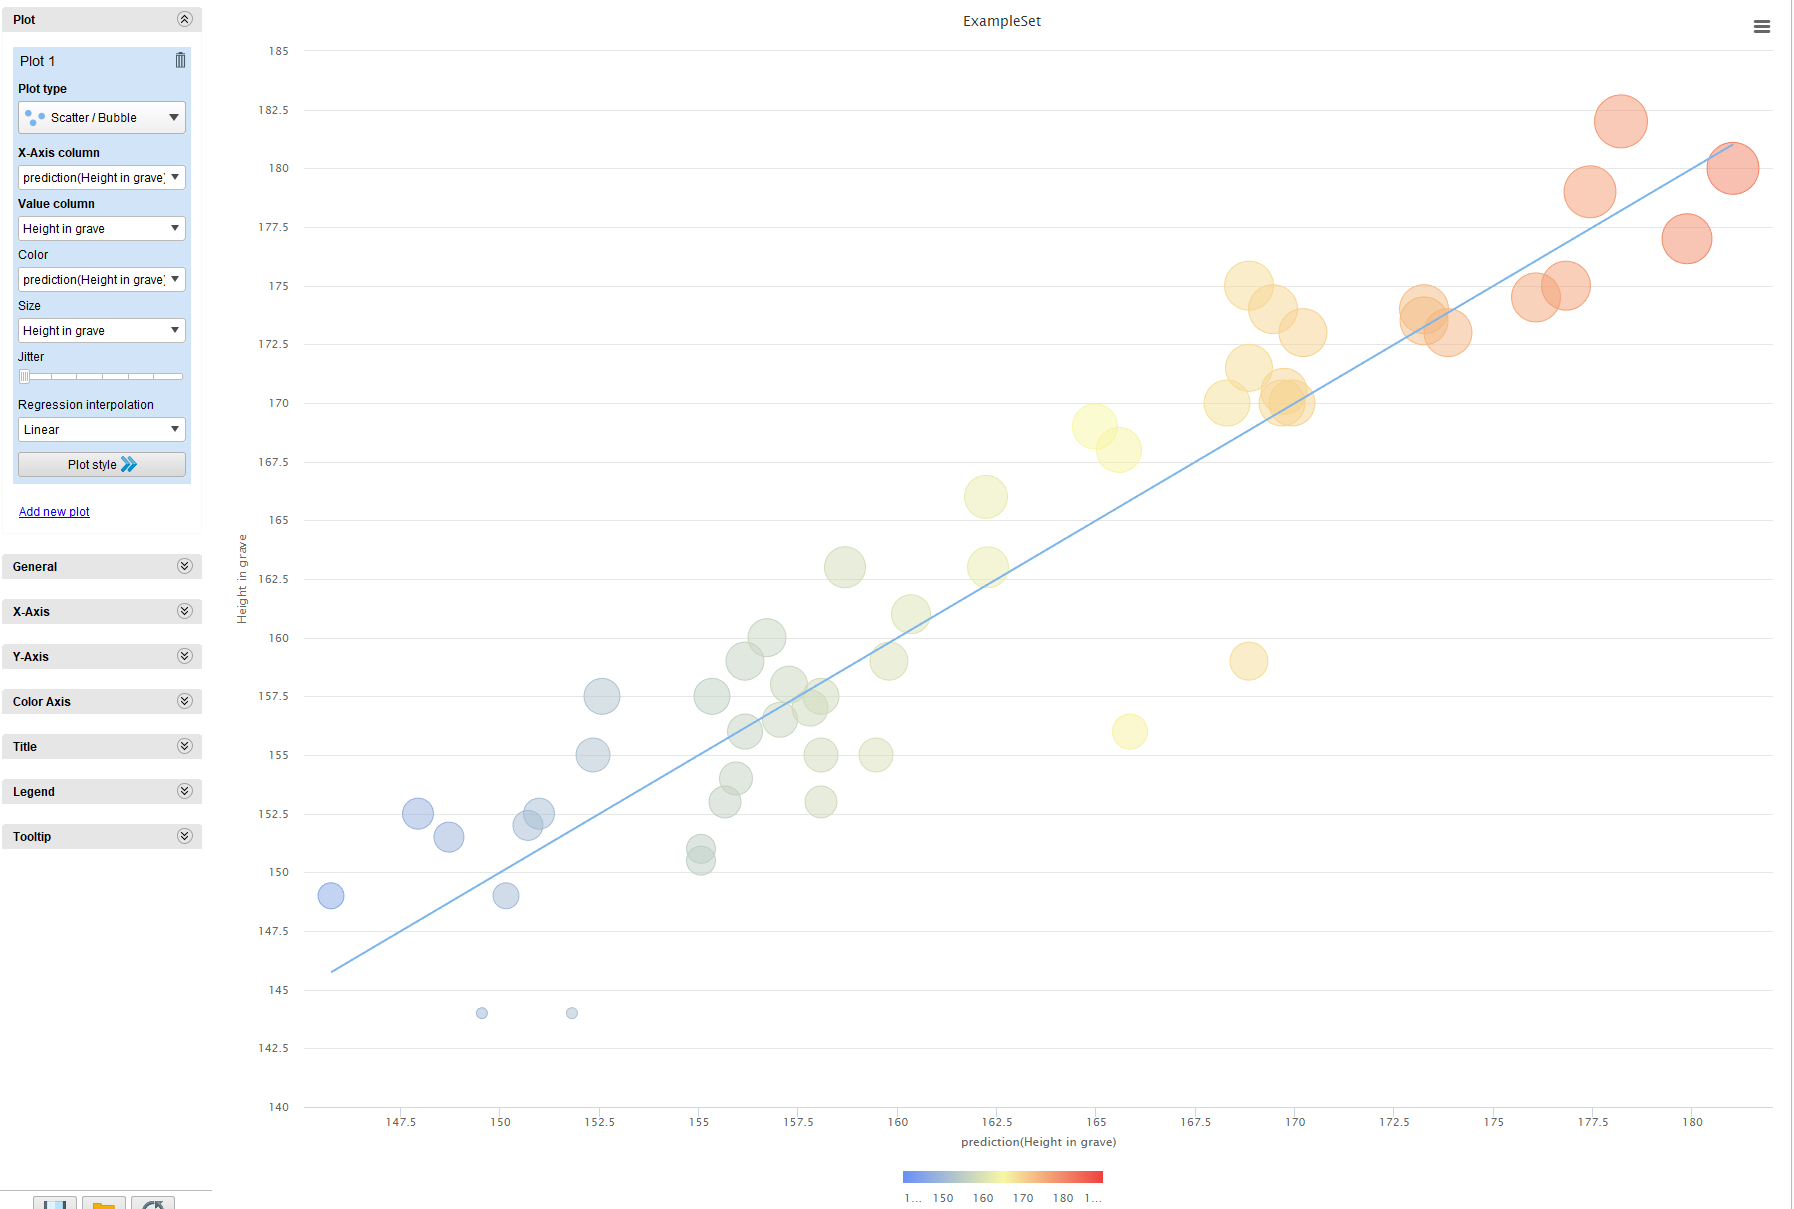 Plot
Plot 1
Plot type
Scatter / Bubble
X-Axis column
prediction(Height in grave)
Value column
Height in grave
Color
prediction(Height in grave)
Size
Height in grave
Jitter
Regression interpolation
Linear
Plot style
Add new plot
General
X-Axis
Y-Axis
Color Axis
Title
Legend
Tooltip
ExampleSet
185
182.5
180
177.5
175
172.5
170
167.5
165
162.5
160
157.5
155
152.5
150
147.5
145
142.5
140
Height in grave
147.5 150 152.5 155 157.5 160 162.5 165 167.5 170 172.5 175 177.5 180
prediction(Height in grave)
1... 150 160 170 180 1...